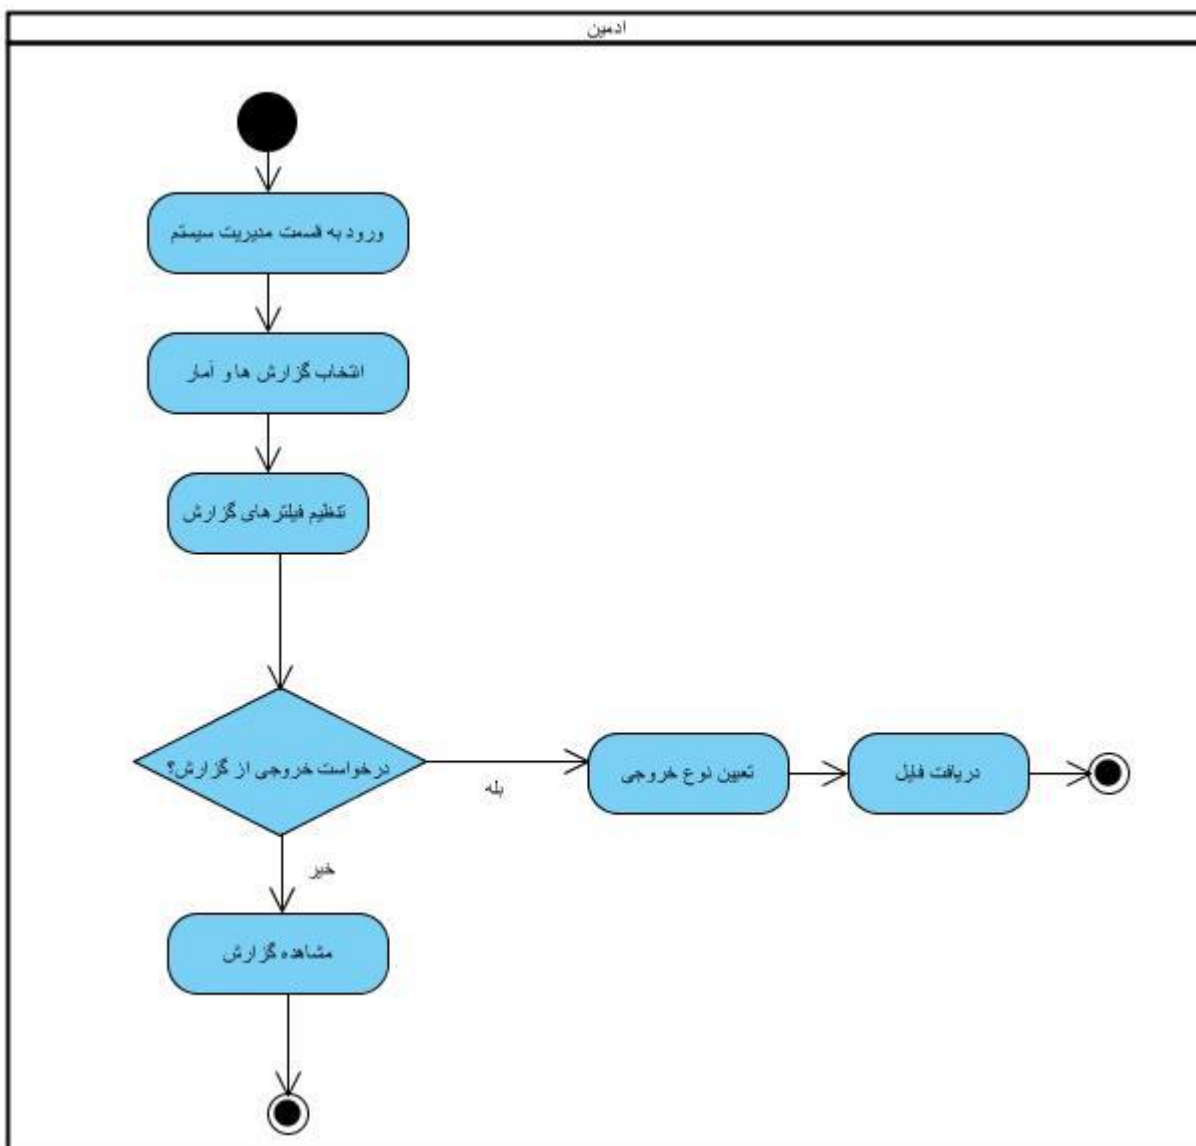 ادمین
ورود به قسمت مدیریت سیستم
انتخاب گزارش ها و آمار
تنظیم فیلترهای گزارش
درخواست خروجی از گزارش؟
بله
تعیین نوع خروجی
دریافت فایل
خیر
مشاهده گزارش